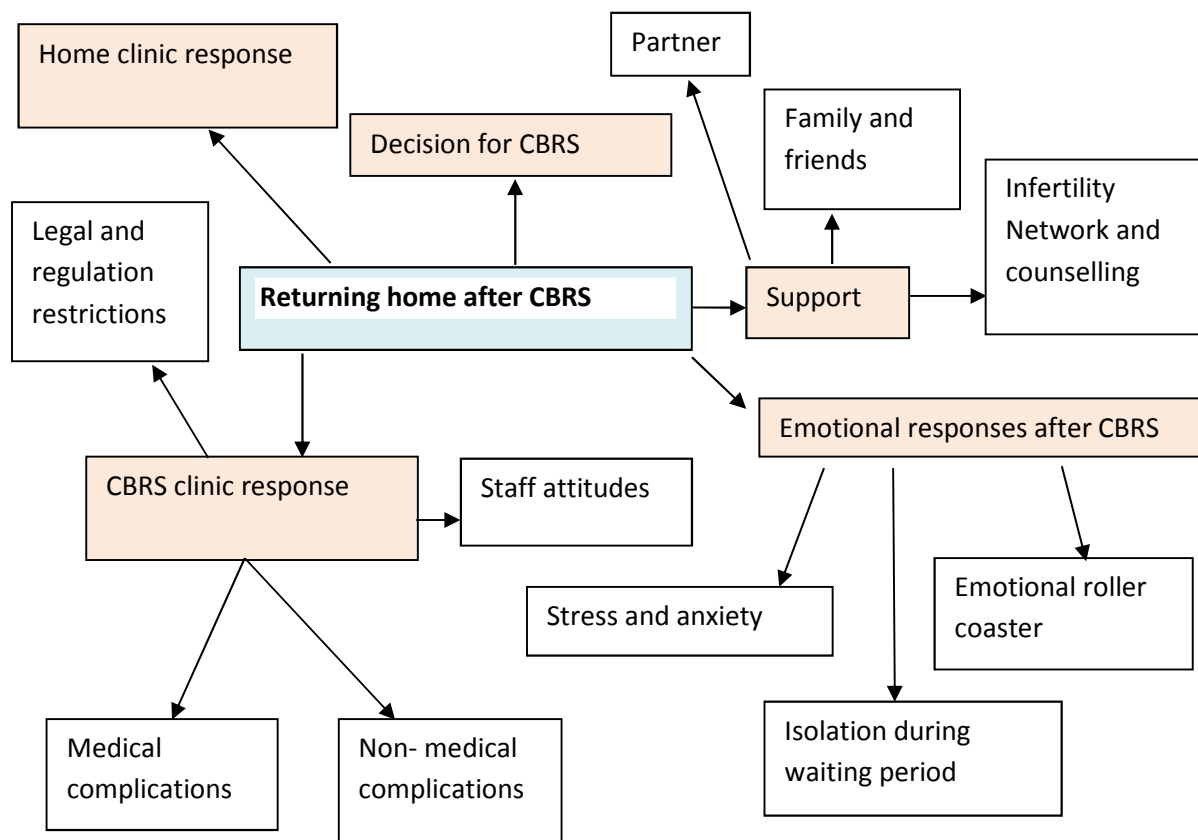 Home clinic response
Partner
Decision for CBRS
Family and
friends
Infertility
Network and
counselling
Legal and
regulation
restrictions
Returning home after CBRS
Support
Emotional responses after CBRS
CBRS clinic response
Staff attitudes
Stress and anxiety
Emotional roller
coaster
Isolation during
waiting period
Medical
complications
Non- medical
complications